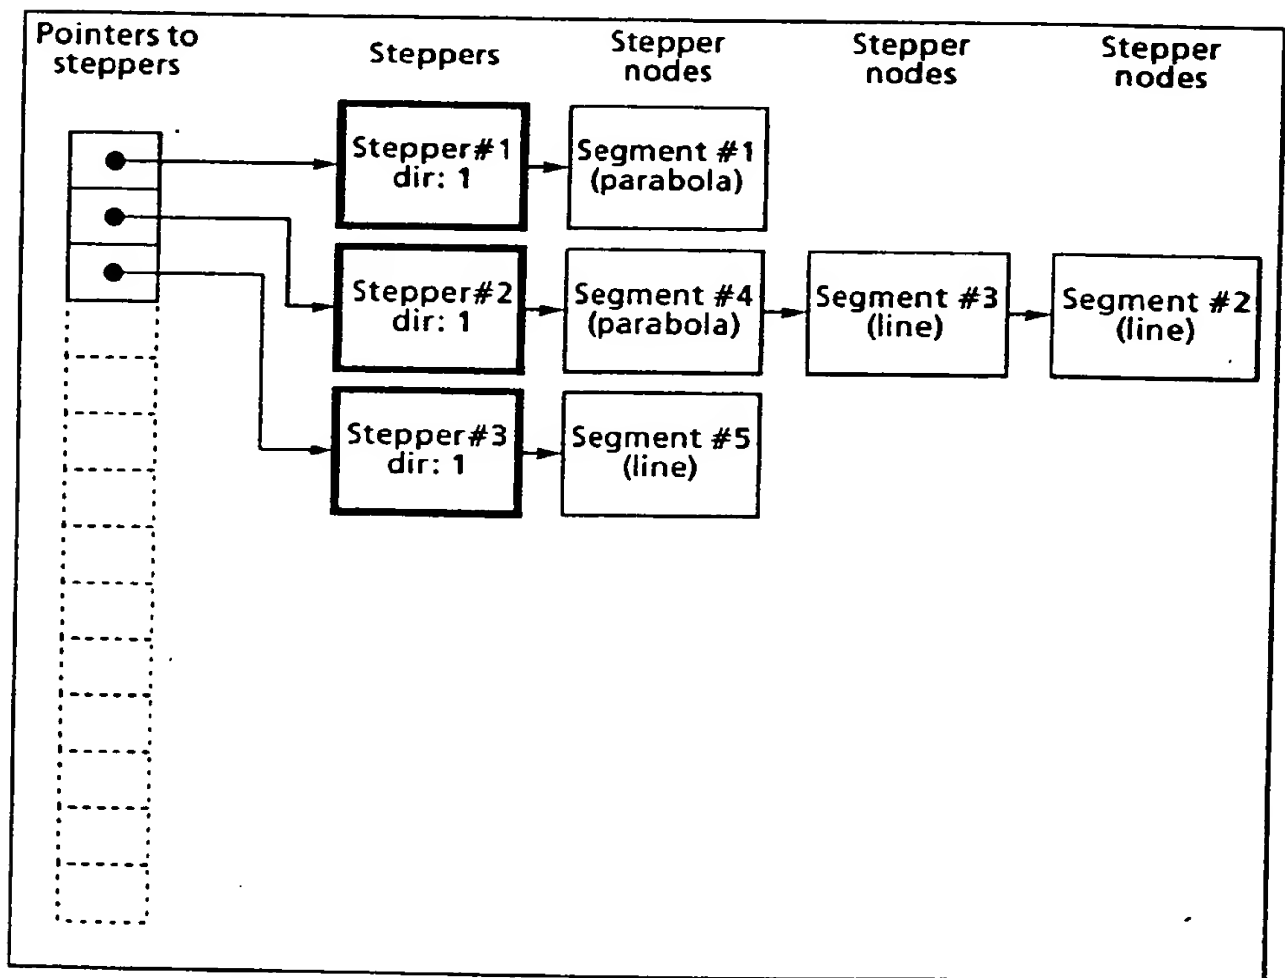 Pointers to
steppers
Steppers
Stepper
nodes
Stepper
nodes
Stepper
nodes
Stepper#1
dir: 1
Segment #1
(parabola)
Stepper#2
dir: 1
Segment #4
(parabola)
Segment #3
(line)
Segment #2
(line)
Stepper#3
dir: 1
Segment #5
(line)